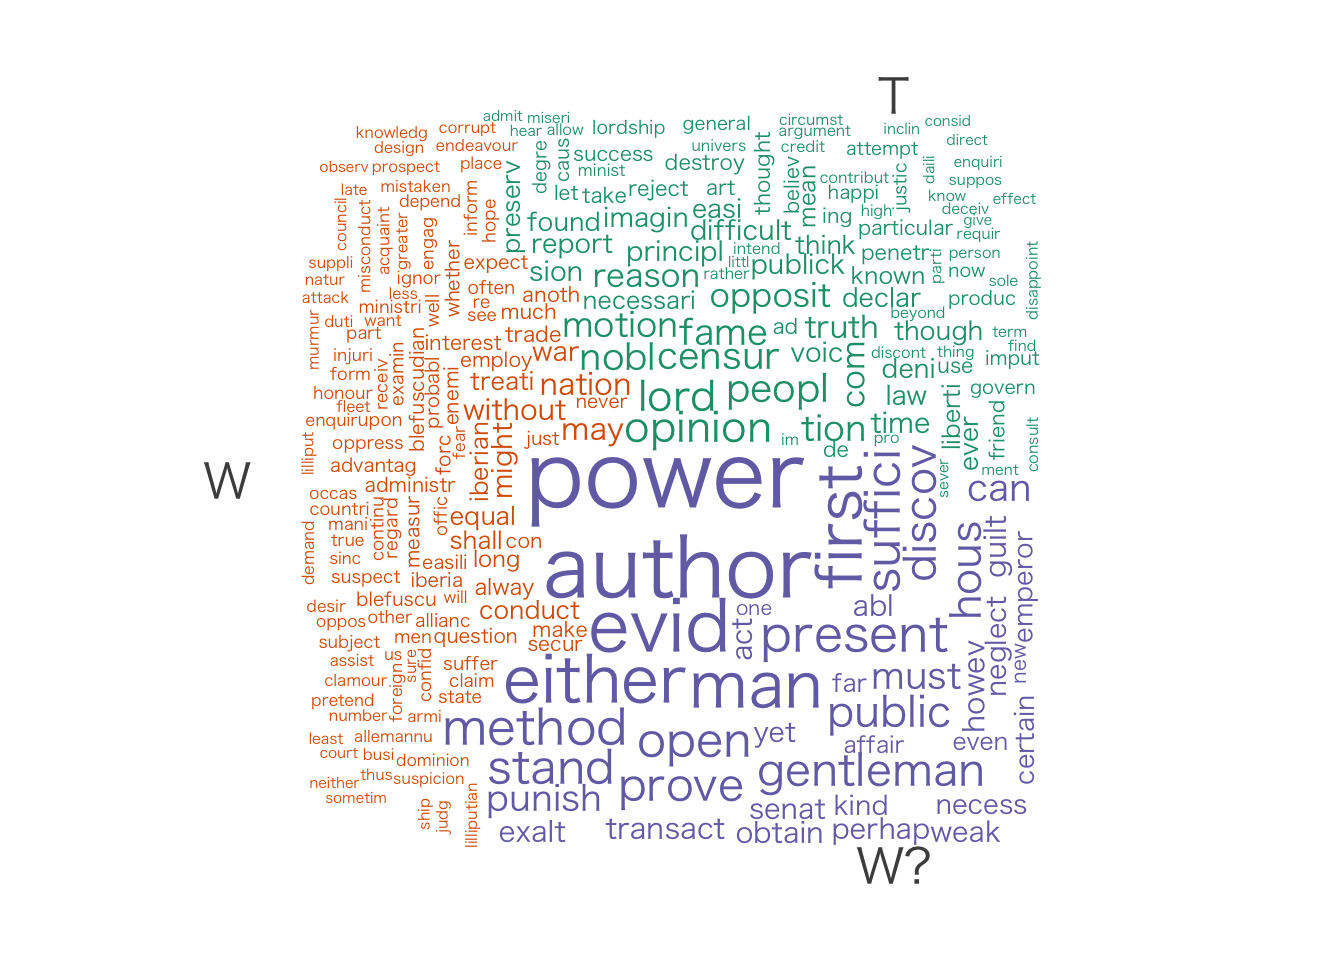 T
admit miseri
knowledg corrupt hear allow lordship general circumst argument inclin consid
design endeavour degre caus success minist destroy univers thought credit attempt direct
observ prospect place preserv let take reject art believ mean contribut happi justic daili enquiri suppos
late mistaken depend inform hope found imagin easi difficult ing high particular know deceiv give requir effect
council misconduct acquaint greater engag whether expect report principl intend think penetr parti person
suppli ignor sion reason littl rather publick known now sole disappoint
natur less often anoth necessari opposit declar produc
attack ministri well re see much motion fame ad truth beyond though term
murmur duti want part interest trade war nobl censur voic com discont thing find imput
injuri examin blefuscudian probabl employ treati nation lord peopl deni use govern
form receiv enemi without never law liberti
honour fleet enquirupon forc fear just may opinion im tion time ever friend consult
lilliput oppress iberian might de pro
advantag administr power first suffici discov sever ment can
W
occas countri continu regard measur offic equal hous guilt emperor
mani true shall con
demand sinc suspect iberia easili long author
desir blefuscu will alway one abl
oppos other allianc conduct evid act present neglect new
subject men question make secur
us
assist sure confid suffer either man far must howev
clamour foreign claim
pretend state method public certain
number armi
least allemannu open yet affair even
court busi dominion stand prove gentleman
neither thus suspicion
sometim punish senat kind necess
ship judg lilliputian exalt transact obtain perhap weak
W?